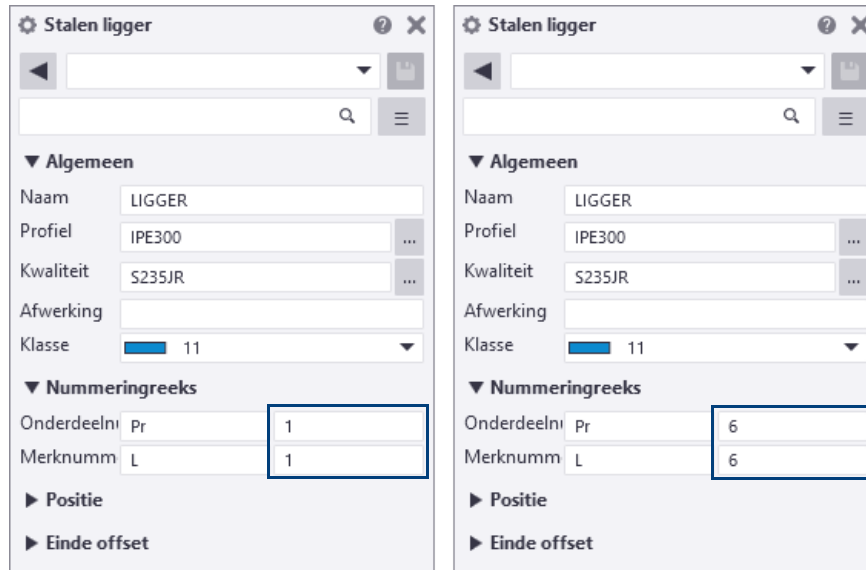 Stalen ligger
Algemeen
Naam LIGGER
Profiel IPE300 ...
Kwaliteit S235JR ...
Afwerking
Klasse 11
Nummeringreeks
Onderdeelnu Pr 1
Merknumm L 1
Positie
Einde offset
Stalen ligger
Algemeen
Naam LIGGER
Profiel IPE300 ...
Kwaliteit S235JR ...
Afwerking
Klasse 11
Nummeringreeks
Onderdeelnu Pr 6
Merknumm L 6
Positie
Einde offset